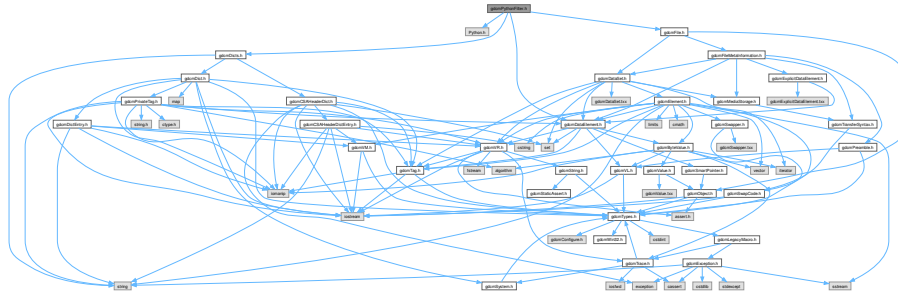 gdcmPythonFilter.h
Python.h
gdcmFile.h
gdcmDicts.h
gdcmFileMetaInformation.h
gdcmDict.h
gdcmDataSet.h
gdcmExplicitDataElement.h
gdcmPrivateTag.h
map
gdcmCSAHeaderDict.h
gdcmDataSet.txx
gdcmElement.h
gdcmMediaStorage.h
gdcmExplicitDataElement.txx
gdcmDictEntry.h
string.h
ctype.h
gdcmCSAHeaderDictEntry.h
gdcmDataElement.h
limits
cmath
gdcmSwapper.h
gdcmTransferSyntax.h
gdcmVM.h
gdcmVR.h
cstring
set
gdcmByteValue.h
gdcmSwapper.txx
gdcmPreamble.h
gdcmTag.h
fstream
algorithm
gdcmString.h
gdcmVL.h
gdcmValue.h
gdcmSmartPointer.h
vector
iterator
iomanip
gdcmStaticAssert.h
gdcmValue.txx
gdcmObject.h
gdcmSwapCode.h
iostream
gdcmTypes.h
assert.h
gdcmConfigure.h
gdcmWin32.h
cstdint
gdcmLegacyMacro.h
gdcmTrace.h
gdcmException.h
string
gdcmSystem.h
iosfwd
exception
cassert
cstdlib
stdexcept
sstream